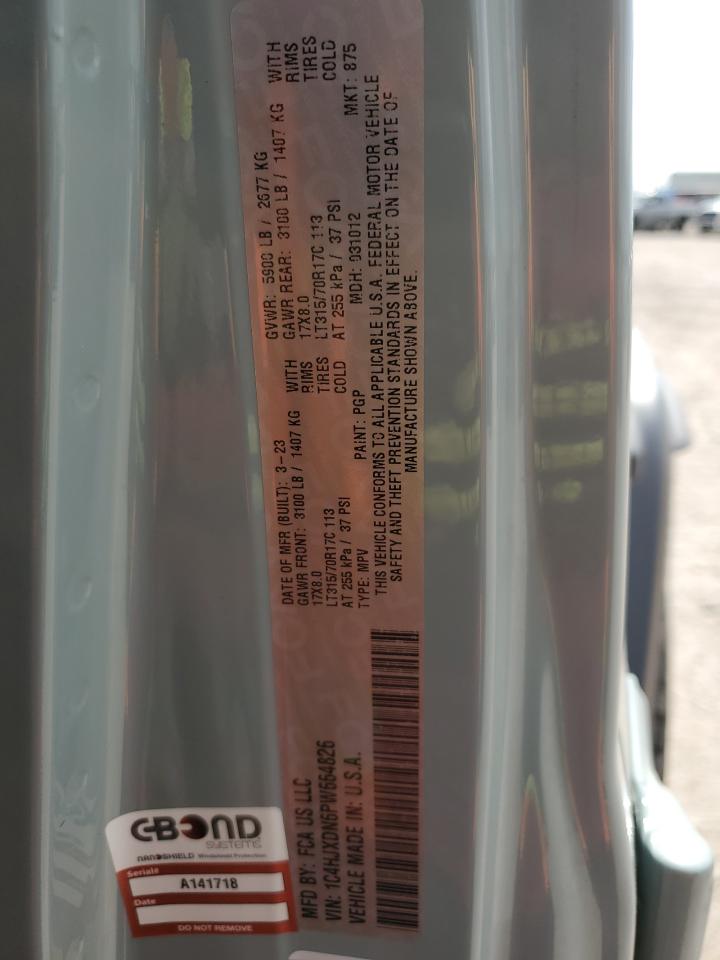 MFD BY: FCA US LLC
VIN: 1C4HJXDN6PW664826
VEHICLE MADE IN: U.S.A.
DATE OF MFR (BUILT): 3-23
GAWR FRONT: 3100 LB / 1407 KG WITH
17X8.0 RIMS
LT315/70R17C 113 TIRES
AT 255 kPa / 37 PSI COLD
TYPE: MPV PAINT: PGP
GVWR: 5900 LB / 2677 KG
GAWR REAR: 3100 LB / 1407 KG WITH
17X8.0 RIMS
LT315/70R17C 113 TIRES
AT 255 kPa / 37 PSI COLD
MDH: 031012 MKT: 875
THIS VEHICLE CONFORMS TO ALL APPLICABLE U.S.A. FEDERAL MOTOR VEHICLE
SAFETY AND THEFT PREVENTION STANDARDS IN EFFECT ON THE DATE OF
MANUFACTURE SHOWN ABOVE.
C-BOND
SYSTEMS
NANOSHIELD Windshield Protection
Serial#
A141718
Date
DO NOT REMOVE